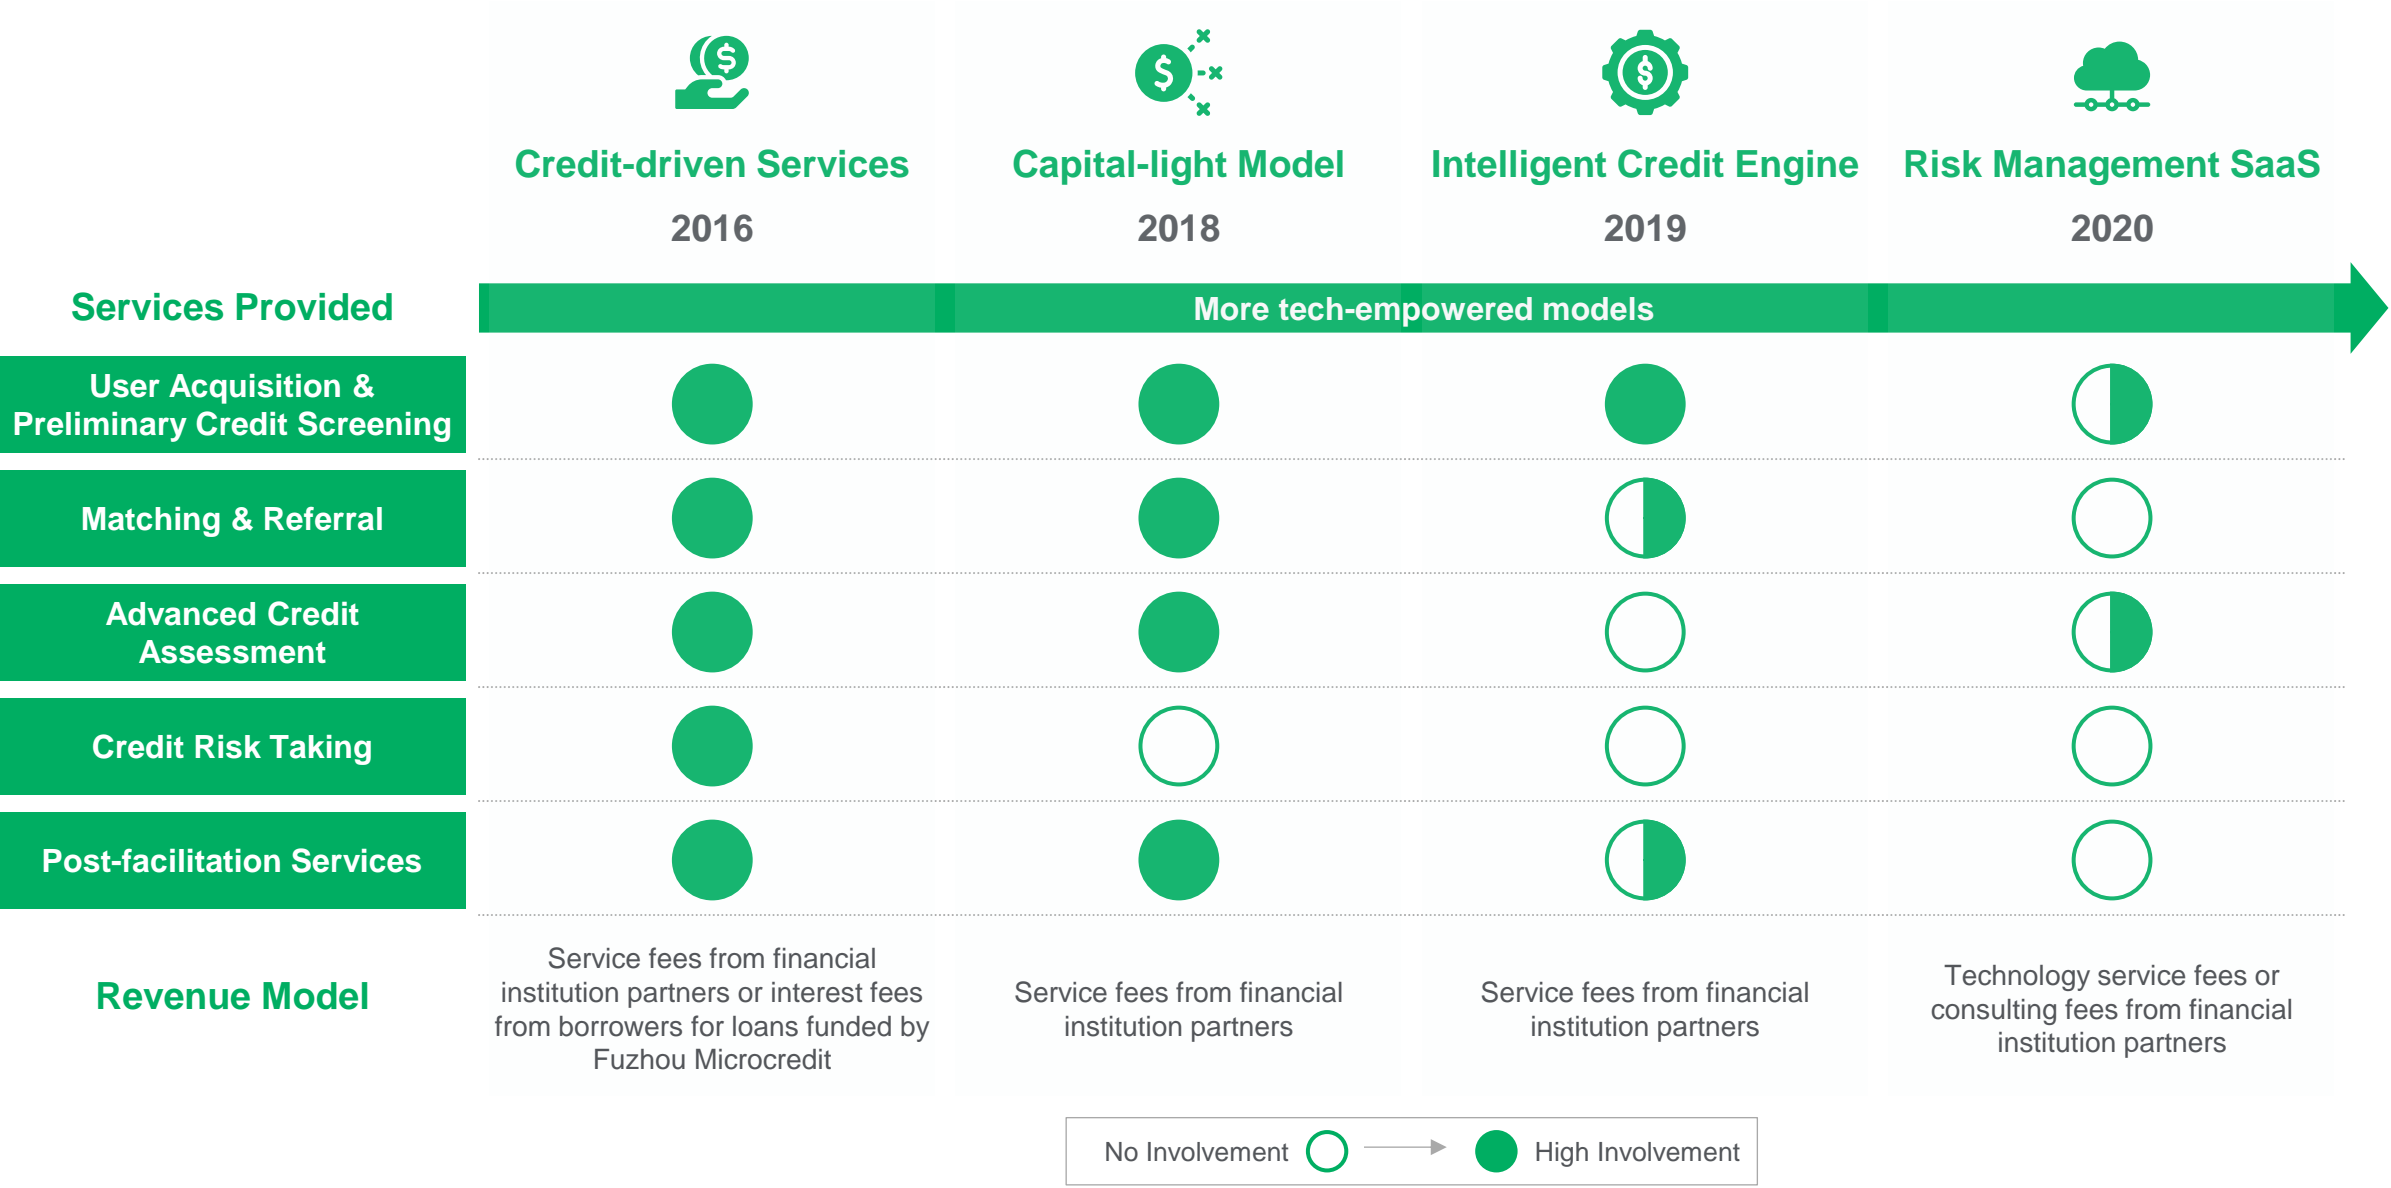 Credit-driven Services
2016
Capital-light Model
2018
Intelligent Credit Engine
2019
Risk Management SaaS
2020
Services Provided
More tech-empowered models
User Acquisition &
Preliminary Credit Screening
Matching & Referral
Advanced Credit
Assessment
Credit Risk Taking
Post-facilitation Services
Revenue Model
Service fees from financial
institution partners or interest fees
from borrowers for loans funded by
Fuzhou Microcredit
Service fees from financial
institution partners
Service fees from financial
institution partners
Technology service fees or
consulting fees from financial
institution partners
No Involvement
High Involvement